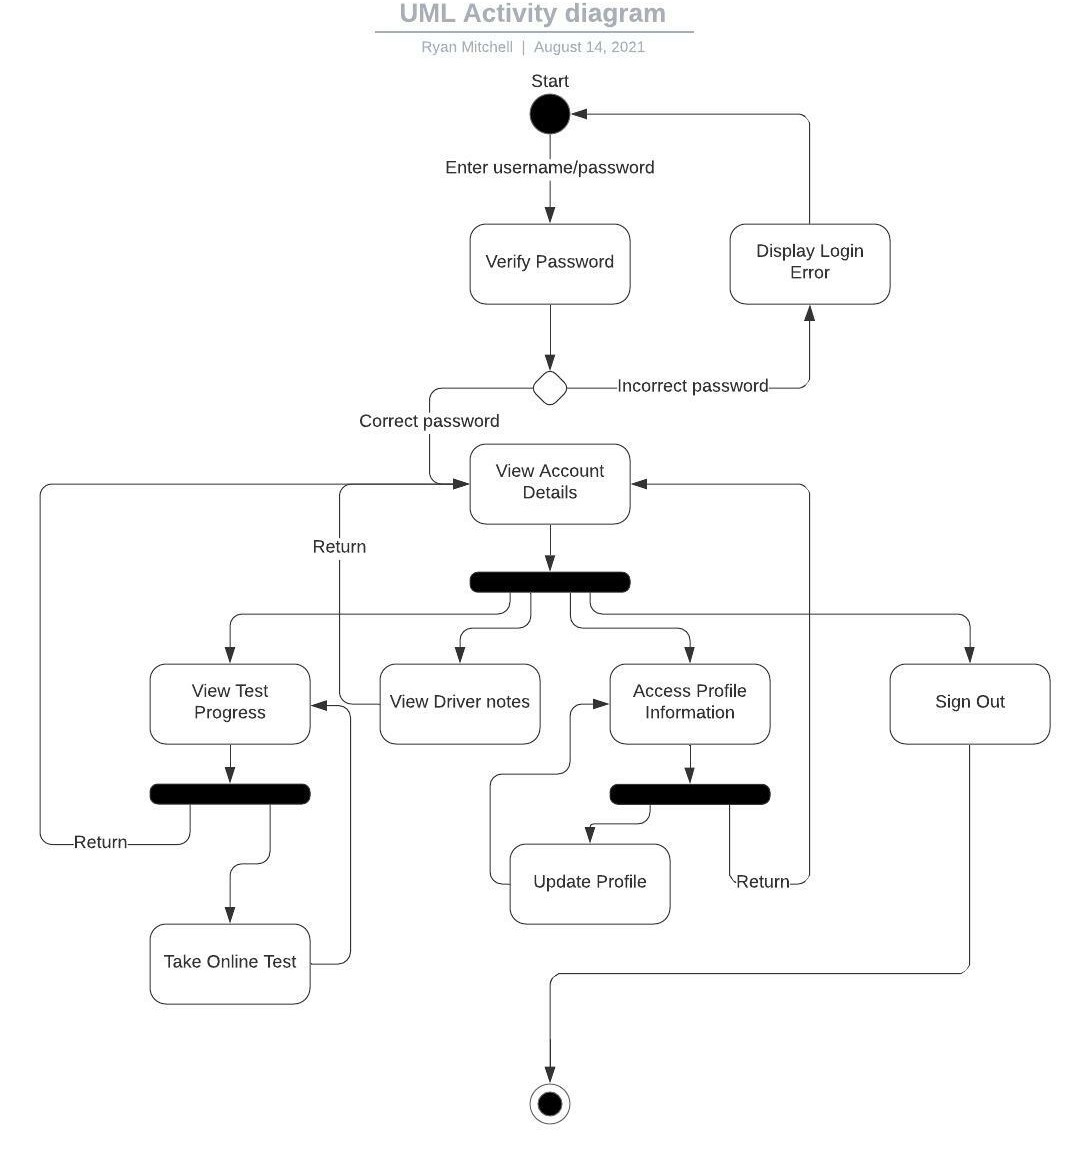 UML Activity diagram
Ryan Mitchell | August 14, 2021
Start
Enter username/password
Verify Password
Display Login
Error
Incorrect password
Correct password
View Account
Details
Return
View Test
Progress
View Driver notes
Access Profile
Information
Sign Out
Return
Update Profile
Return
Take Online Test